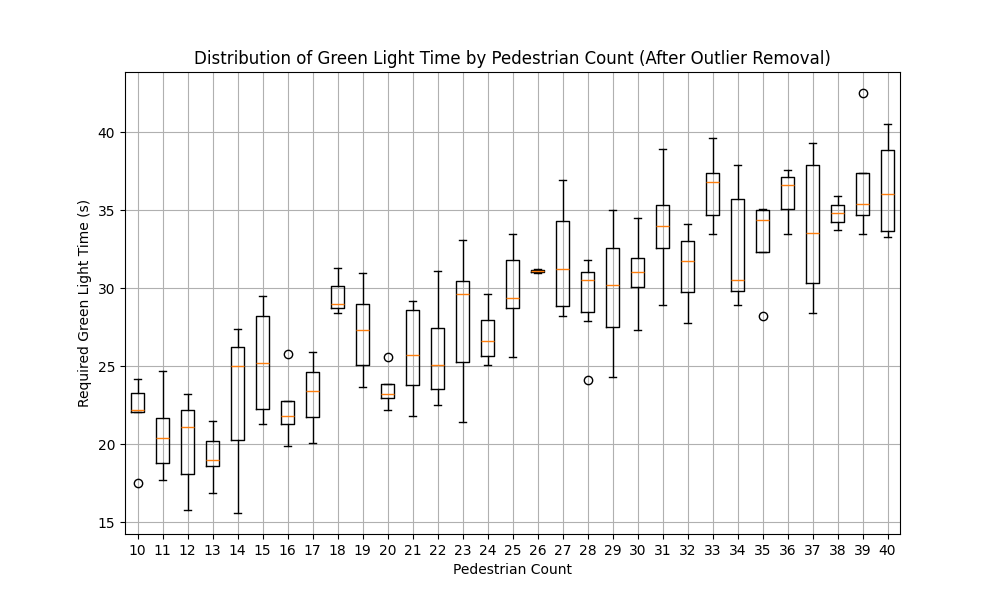 Distribution of Green Light Time by Pedestrian Count (After Outlier Removal)
Required Green Light Time (s)
40
35
30
25
20
15
10 11 12 13 14 15 16 17 18 19 20 21 22 23 24 25 26 27 28 29 30 31 32 33 34 35 36 37 38 39 40
Pedestrian Count